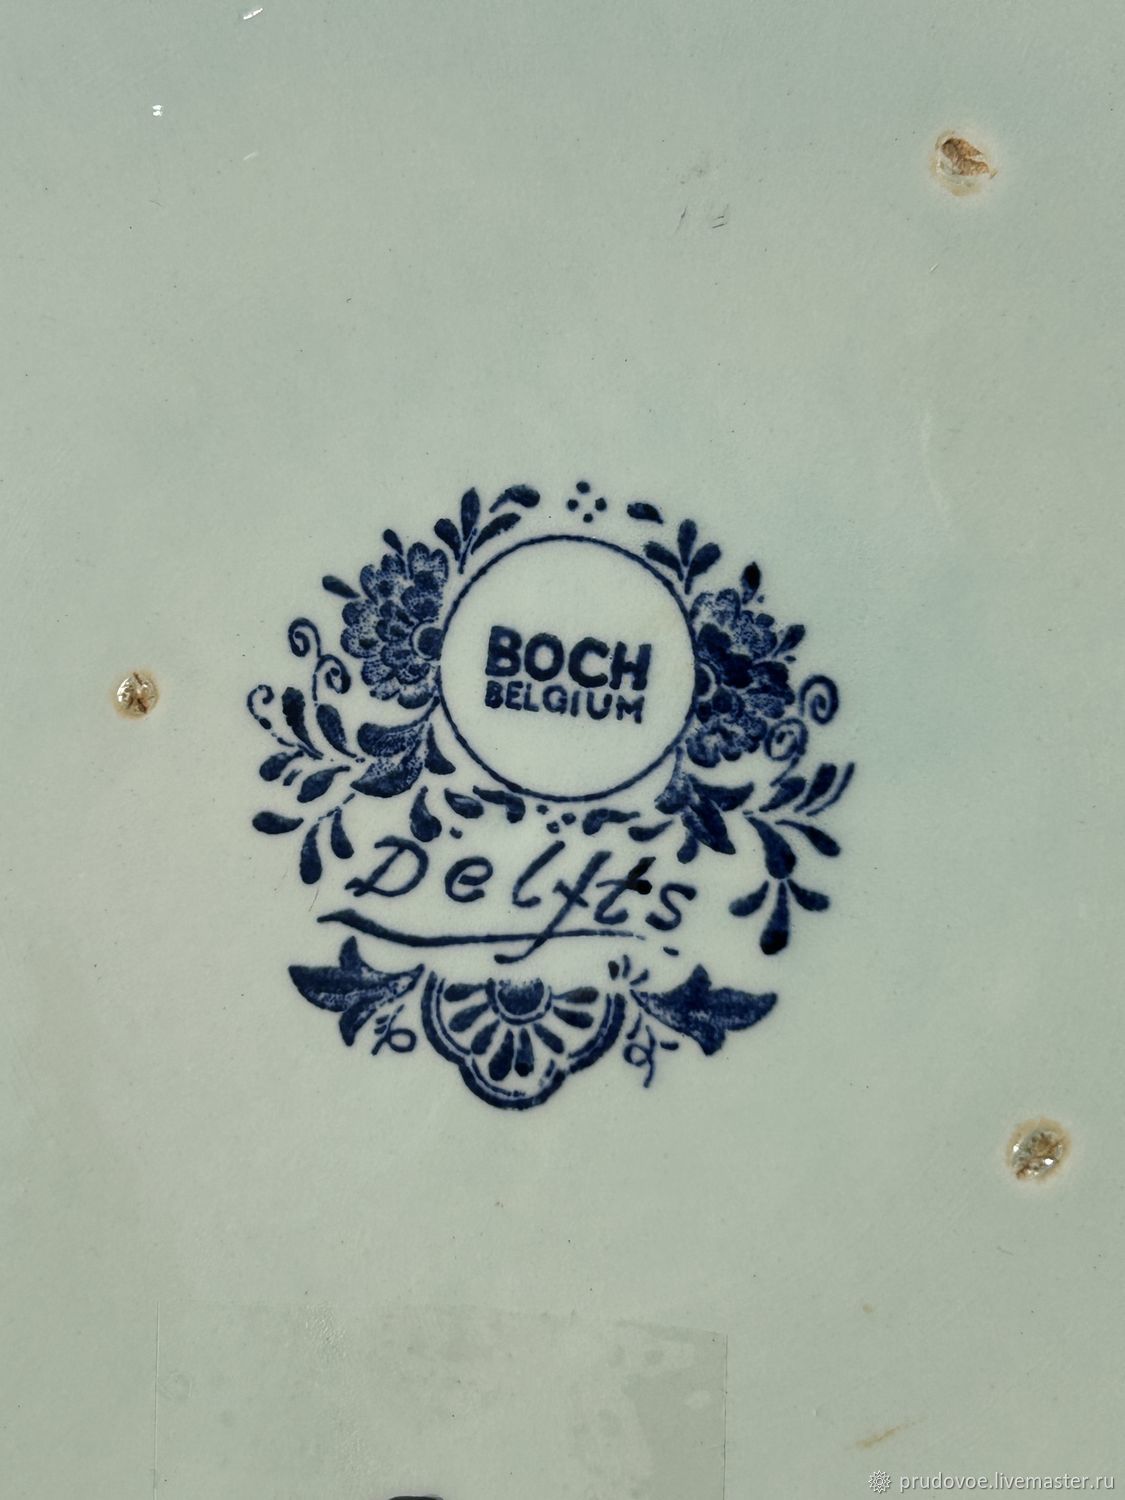 BOCH
BELGIUM
Delfts
prudovoe.livemaster.ru